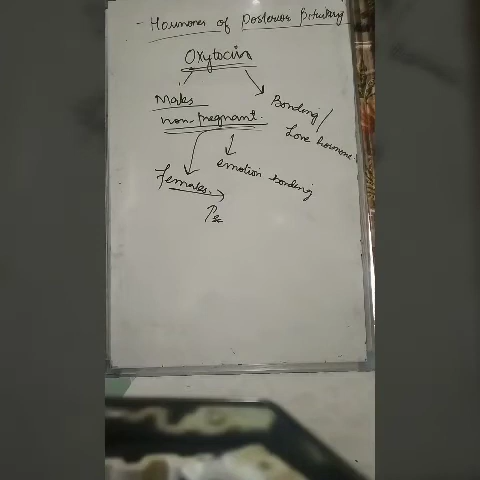 - Hormones of Posterior Pituitary
Oxytocin
Males
non-pregnant.
Bonding/
Love hormone.
emotion bonding
Females